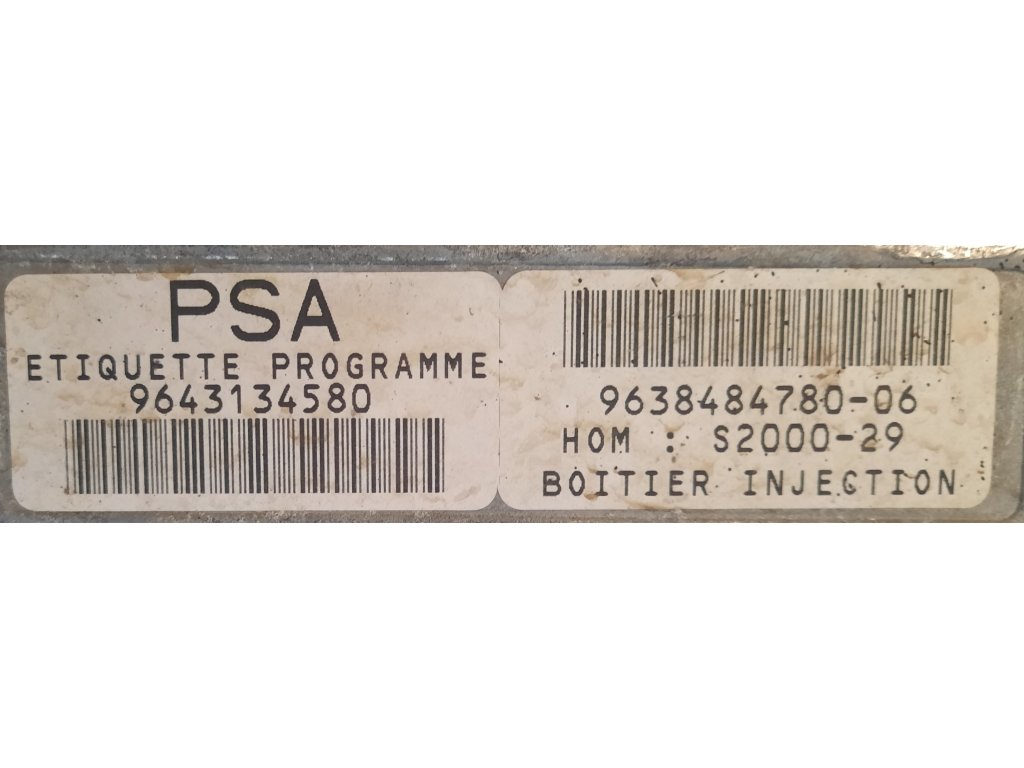 PSA
ETIQUETTE PROGRAMME
9643134580
9638484780-06
HOM : S2000-29
BOITIER INJECTION